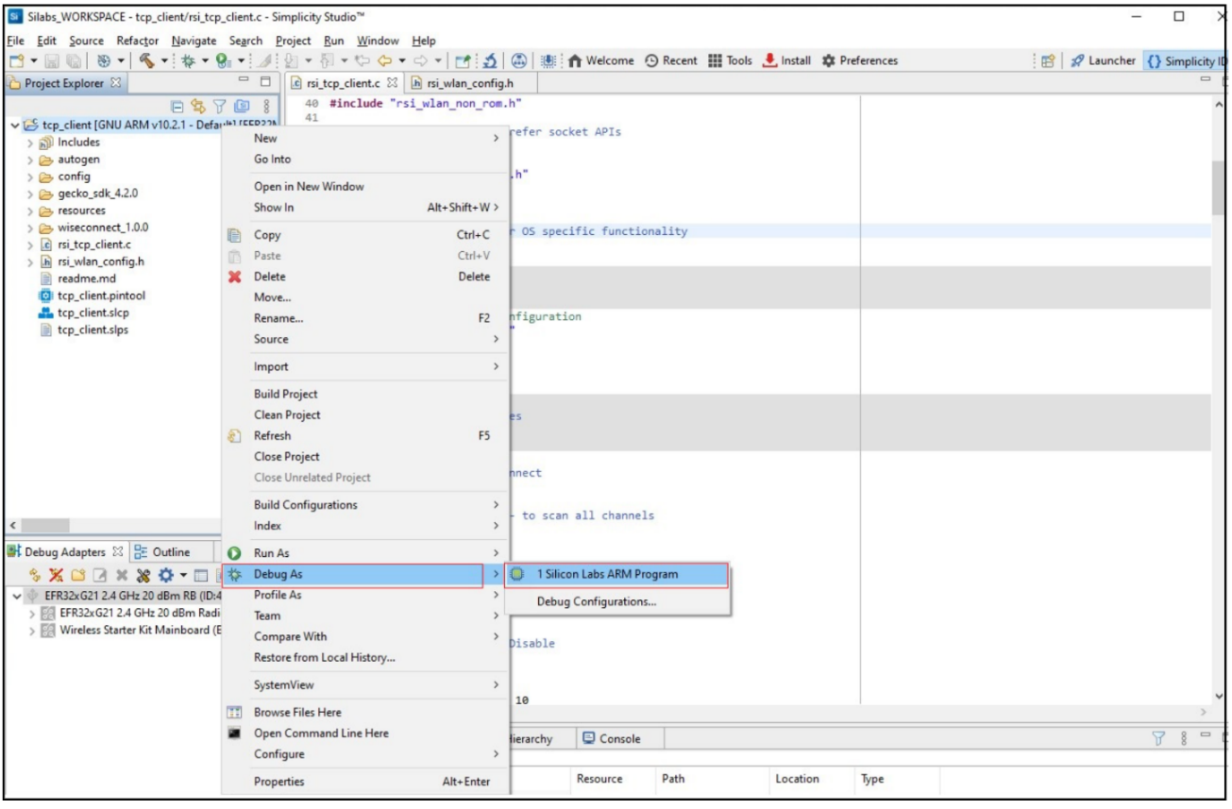 Silabs_WORKSPACE - tcp_client/rsi_tcp_client.c - Simplicity Studio™
File Edit Source Refactor Navigate Search Project Run Window Help
Welcome Recent Tools Install Preferences Launcher Simplicity ID
Project Explorer
rsi_tcp_client.c rsi_wlan_config.h
tcp_client [GNU ARM v10.2.1 - Default] [EFR32M
Includes
autogen
config
gecko_sdk_4.2.0
resources
wiseconnect_1.0.0
rsi_tcp_client.c
rsi_wlan_config.h
readme.md
tcp_client.pintool
tcp_client.slcp
tcp_client.slps
40 #include "rsi_wlan_non_rom.h"
41
refer socket APIs
.h"
r OS specific functionality
nfiguration
"
es
nnect
- to scan all channels
Disable
10
New
Go Into
Open in New Window
Show In Alt+Shift+W
Copy Ctrl+C
Paste Ctrl+V
Delete Delete
Move...
Rename... F2
Source
Import
Build Project
Clean Project
Refresh F5
Close Project
Close Unrelated Project
Build Configurations
Index
Run As
Debug As
Profile As
Team
Compare With
Restore from Local History...
SystemView
Browse Files Here
Open Command Line Here
Configure
Properties Alt+Enter
1 Silicon Labs ARM Program
Debug Configurations...
Debug Adapters Outline
EFR32xG21 2.4 GHz 20 dBm RB (ID:4
EFR32xG21 2.4 GHz 20 dBm Radi
Wireless Starter Kit Mainboard (B
Hierarchy Console
Resource Path Location Type